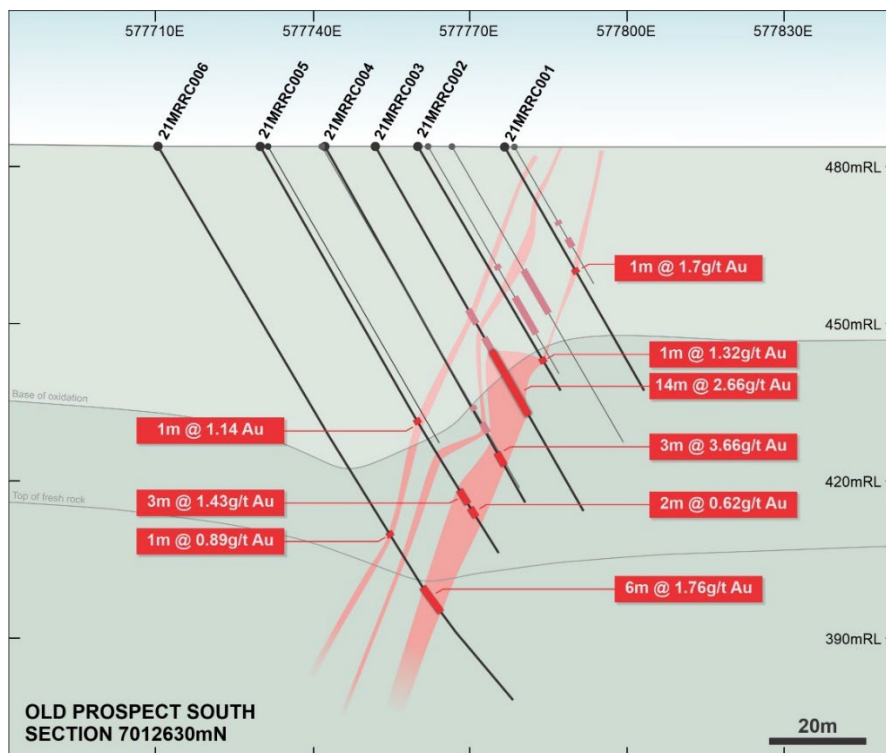 577710E
577740E
577770E
577800E
577830E
21MRRC006
21MRRC005
21MRRC004
21MRRC003
21MRRC002
21MRRC001
480mRL
1m @ 1.7g/t Au
450mRL
1m @ 1.32g/t Au
14m @ 2.66g/t Au
Base of oxidation
1m @ 1.14 Au
3m @ 3.66g/t Au
420mRL
Top of fresh rock
3m @ 1.43g/t Au
2m @ 0.62g/t Au
1m @ 0.89g/t Au
6m @ 1.76g/t Au
390mRL
OLD PROSPECT SOUTH
SECTION 7012630mN
20m